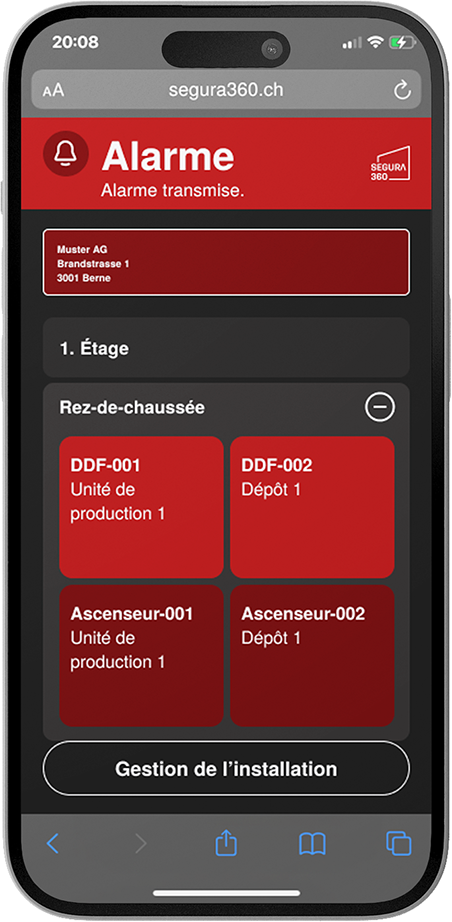 20:08
AA
segura360.ch
Alarme
Alarme transmise.
SEGURA
360
Muster AG
Brandstrasse 1
3001 Berne
1. Étage
Rez-de-chaussée
DDF-001
Unité de
production 1
DDF-002
Dépôt 1
Ascenseur-001
Unité de
production 1
Ascenseur-002
Dépôt 1
Gestion de l’installation